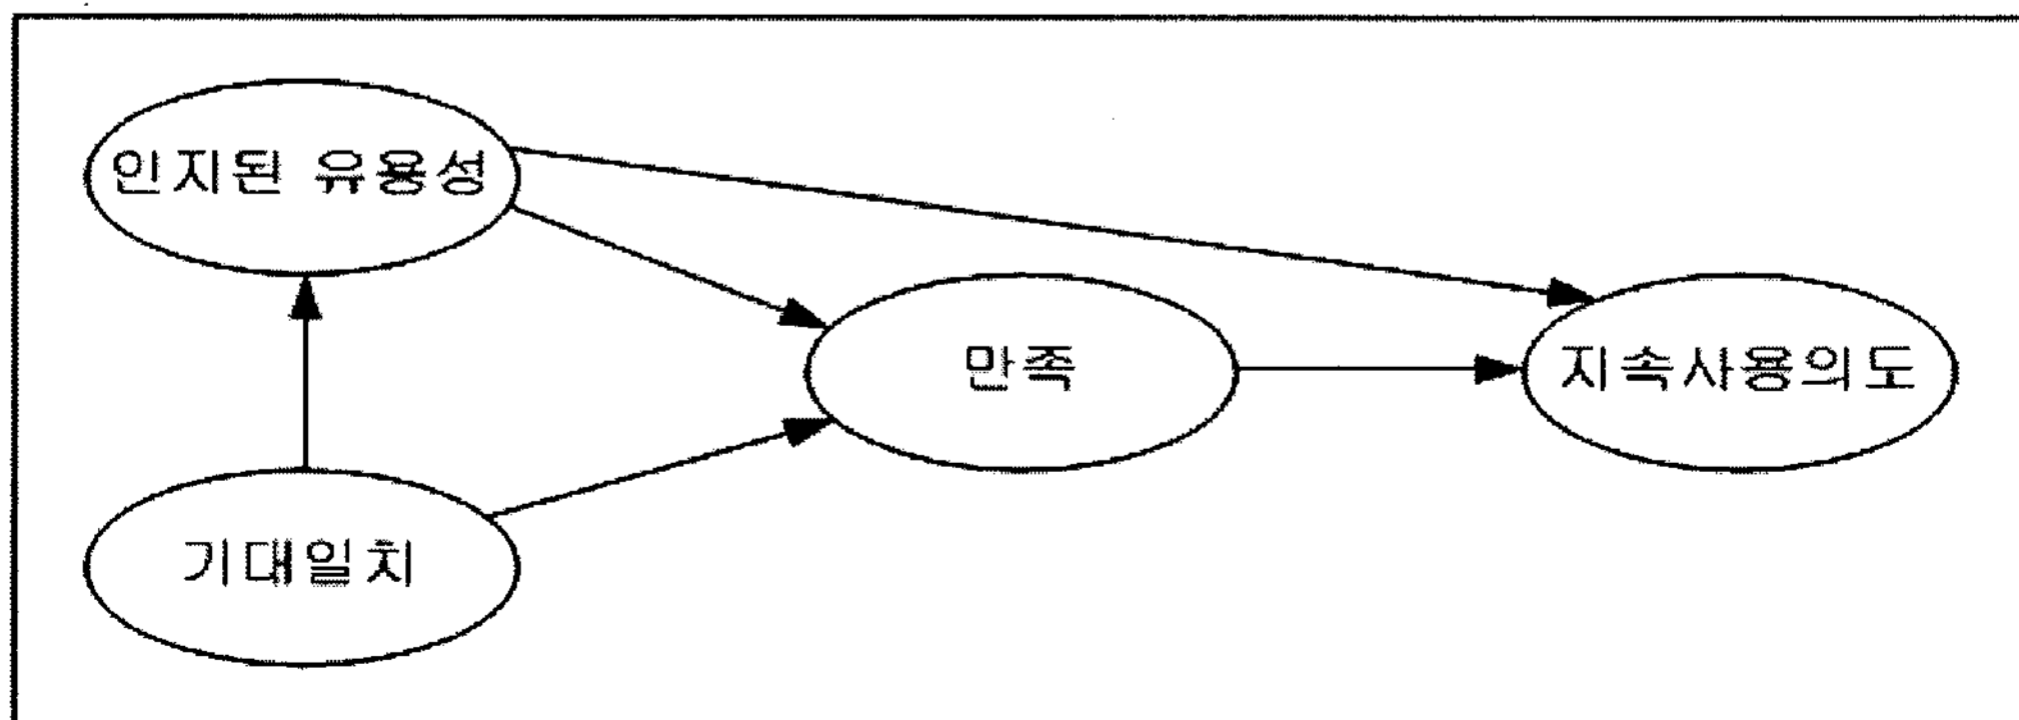 인지된 유용성
만족
지속사용의도
기대일치